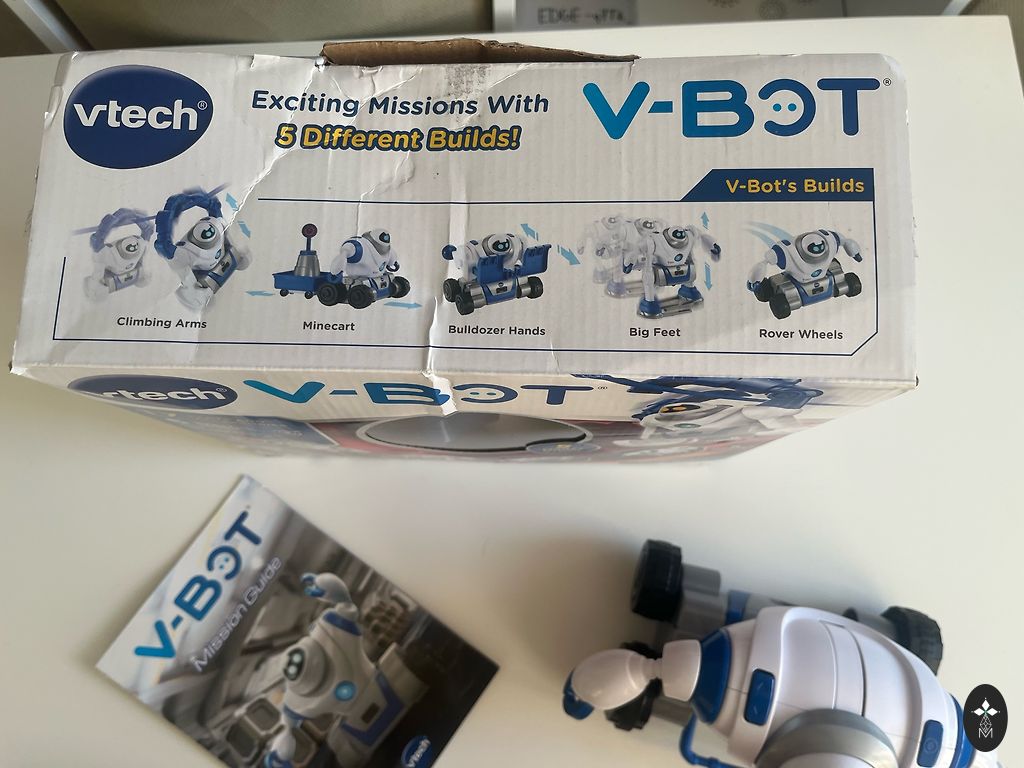 vtech®
Exciting Missions With
5 Different Builds!
V-BOT®
V-Bot's Builds
Climbing Arms
Minecart
Bulldozer Hands
Big Feet
Rover Wheels
vtech®
V-BOT®
V-BOT®
Mission Guide
vtech
M